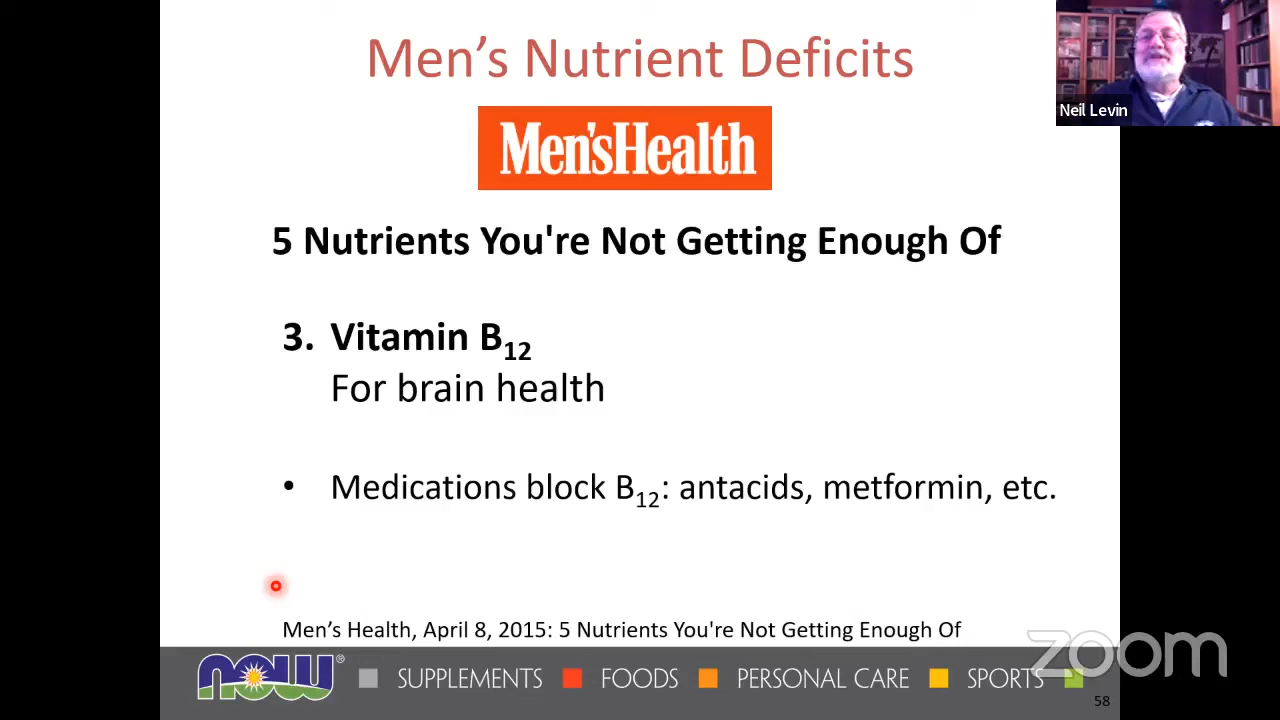 Men's Nutrient Deficits
Neil Levin
Men'sHealth
5 Nutrients You're Not Getting Enough Of
3. Vitamin B12
For brain health
• Medications block B12: antacids, metformin, etc.
Men's Health, April 8, 2015: 5 Nutrients You're Not Getting Enough Of
zoom
NOW® SUPPLEMENTS FOODS PERSONAL CARE SPORTS
58